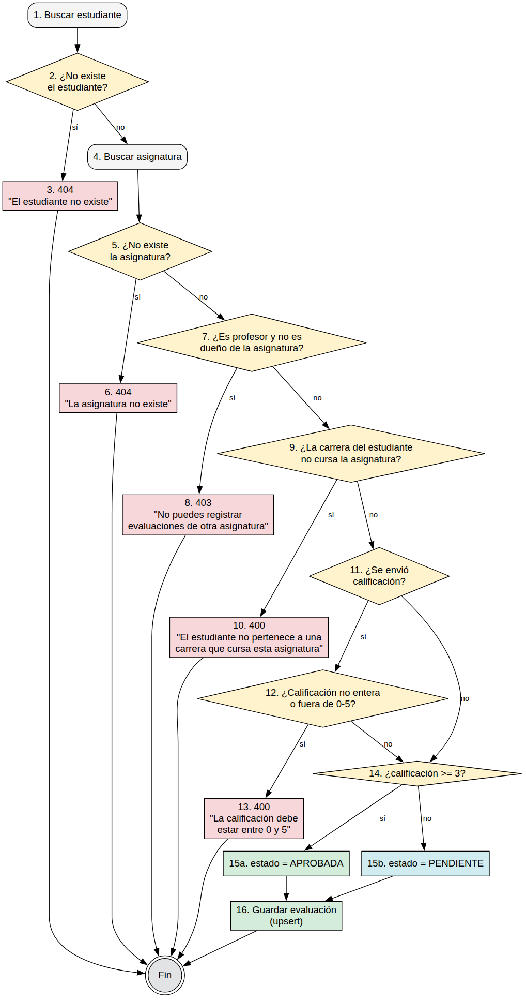 1. Buscar estudiante
2. ¿No existe
el estudiante?
sí
no
4. Buscar asignatura
3. 404
"El estudiante no existe"
5. ¿No existe
la asignatura?
sí
no
7. ¿Es profesor y no es
dueño de la asignatura?
6. 404
"La asignatura no existe"
sí
no
9. ¿La carrera del estudiante
no cursa la asignatura?
8. 403
"No puedes registrar
evaluaciones de otra asignatura"
sí
no
11. ¿Se envió
calificación?
10. 400
"El estudiante no pertenece a una
carrera que cursa esta asignatura"
sí
12. ¿Calificación no entera
o fuera de 0-5?
no
sí
no
14. ¿calificación >= 3?
13. 400
"La calificación debe
estar entre 0 y 5"
sí
no
15a. estado = APROBADA
15b. estado = PENDIENTE
16. Guardar evaluación
(upsert)
Fin